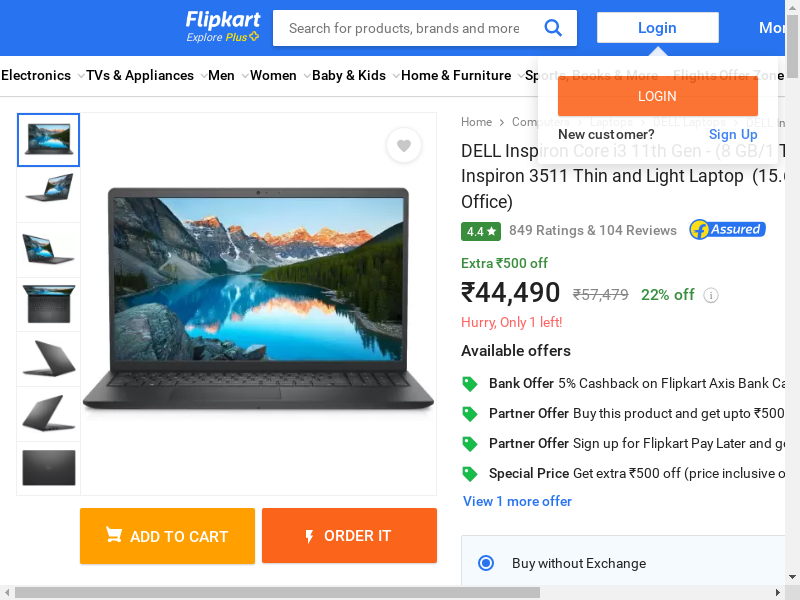 Flipkart
Explore Plus
Search for products, brands and more
Login
Mor
Electronics
TVs & Appliances
Men
Women
Baby & Kids
Home & Furniture
Sports, Books & More
Flights
Offer Zone
LOGIN
New customer?
Sign Up
Home
Computers
Laptops
DELL Laptops
DELL In
DELL Inspiron Core i3 11th Gen - (8 GB/1 T
Inspiron 3511 Thin and Light Laptop (15.6
Office)
4.4
849 Ratings & 104 Reviews
Assured
Extra ₹500 off
₹44,490
₹57,479
22% off
i
Hurry, Only 1 left!
Available offers
Bank Offer 5% Cashback on Flipkart Axis Bank Ca
Partner Offer Buy this product and get upto ₹500
Partner Offer Sign up for Flipkart Pay Later and ge
Special Price Get extra ₹500 off (price inclusive o
View 1 more offer
ADD TO CART
ORDER IT
Buy without Exchange